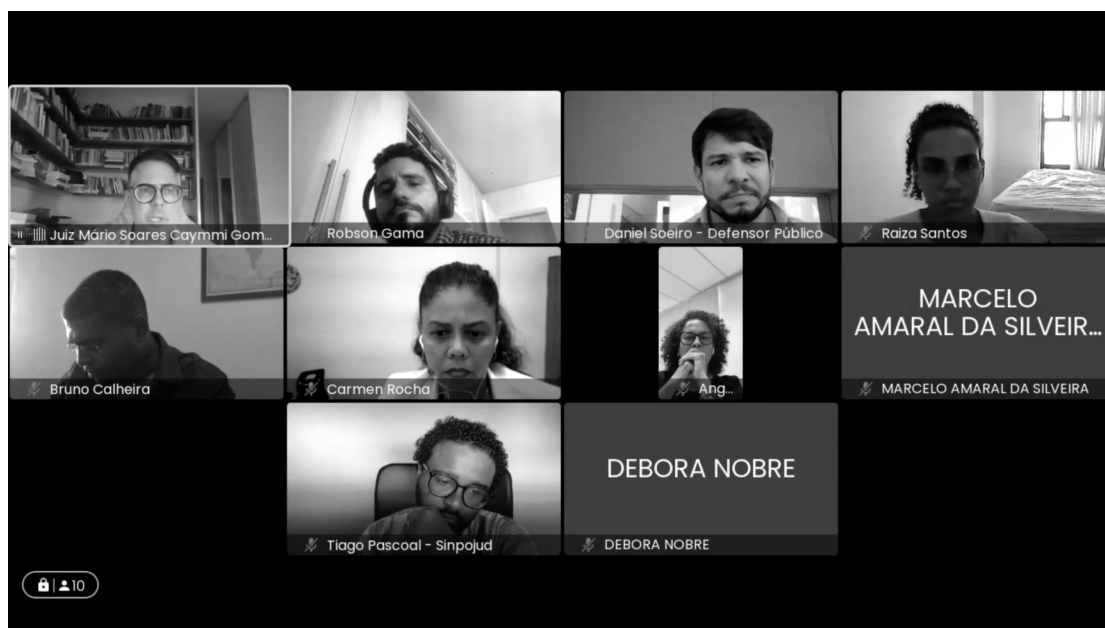 Juiz Mário Soares Caymmi Gom...
Robson Gama
Daniel Soeiro - Defensor Público
Raiza Santos
Bruno Calheira
Carmen Rocha
Ang...
MARCELO
AMARAL DA SILVEIR...
MARCELO AMARAL DA SILVEIRA
Tiago Pascoal - Sinpojud
DEBORA NOBRE
DEBORA NOBRE
10